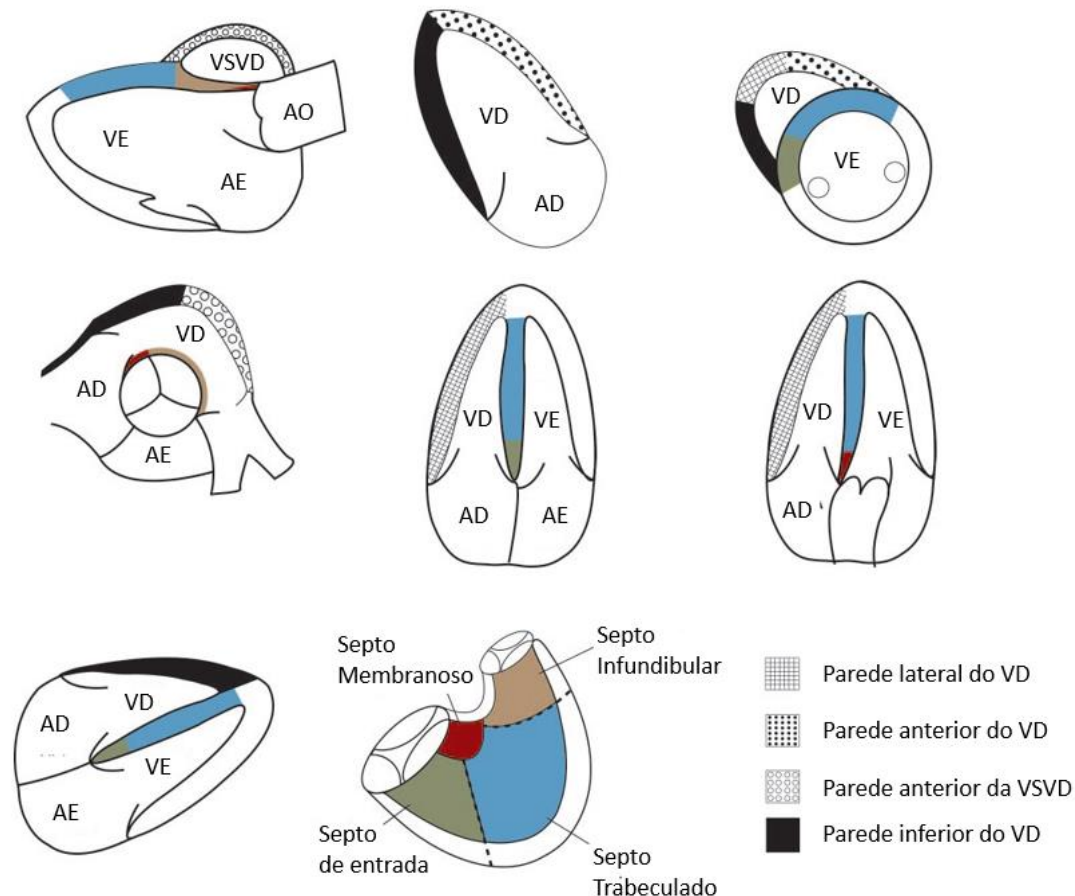 VSVD
VE
AO
AE
VD
AD
VD
VE
VD
AD
AE
VD
VE
AD
AE
VD
VE
AD
AD
VD
VE
AE
Septo
Membranoso
Septo
Infundibular
Septo
de entrada
Septo
Trabeculado
Parede lateral do VD
Parede anterior do VD
Parede anterior da VSVD
Parede inferior do VD